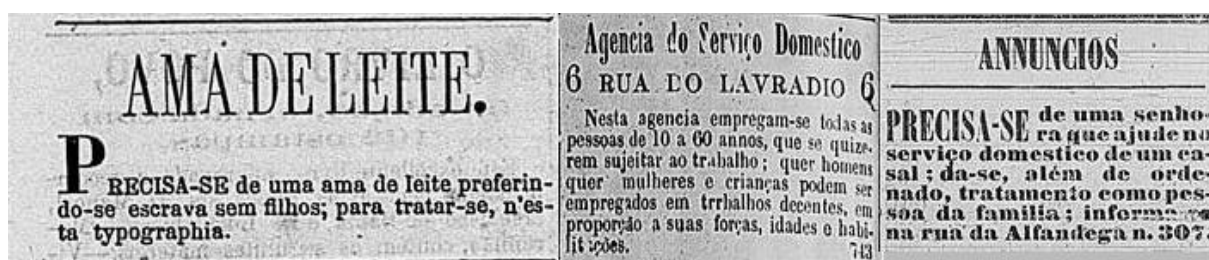 AMA DE LEITE.
PRECISA-SE de uma ama de leite preferin-
do-se escrava sem filhos; para tratar-se, n'es-
ta typographia.
Agencia do Serviço Domestico
6 RUA DO LAVRADIO 6
Nesta agencia empregam-se todas as
pessoas de 10 a 60 annos, que se quize-
rem sujeitar ao trabalho; quer homens
quer mulheres e crianças podem ser
empregados em trrbalhos decentes, em
proporção a suas forças, idades e habi-
lit ções.
743
ANNUNCIOS
PRECISA-SE de uma senho-
ra que ajude no
serviço domestico de um ca-
sal; da-se, além de orde-
nado, tratamento como pes-
soa da familia; informa
na rua da Alfandega n. 307.